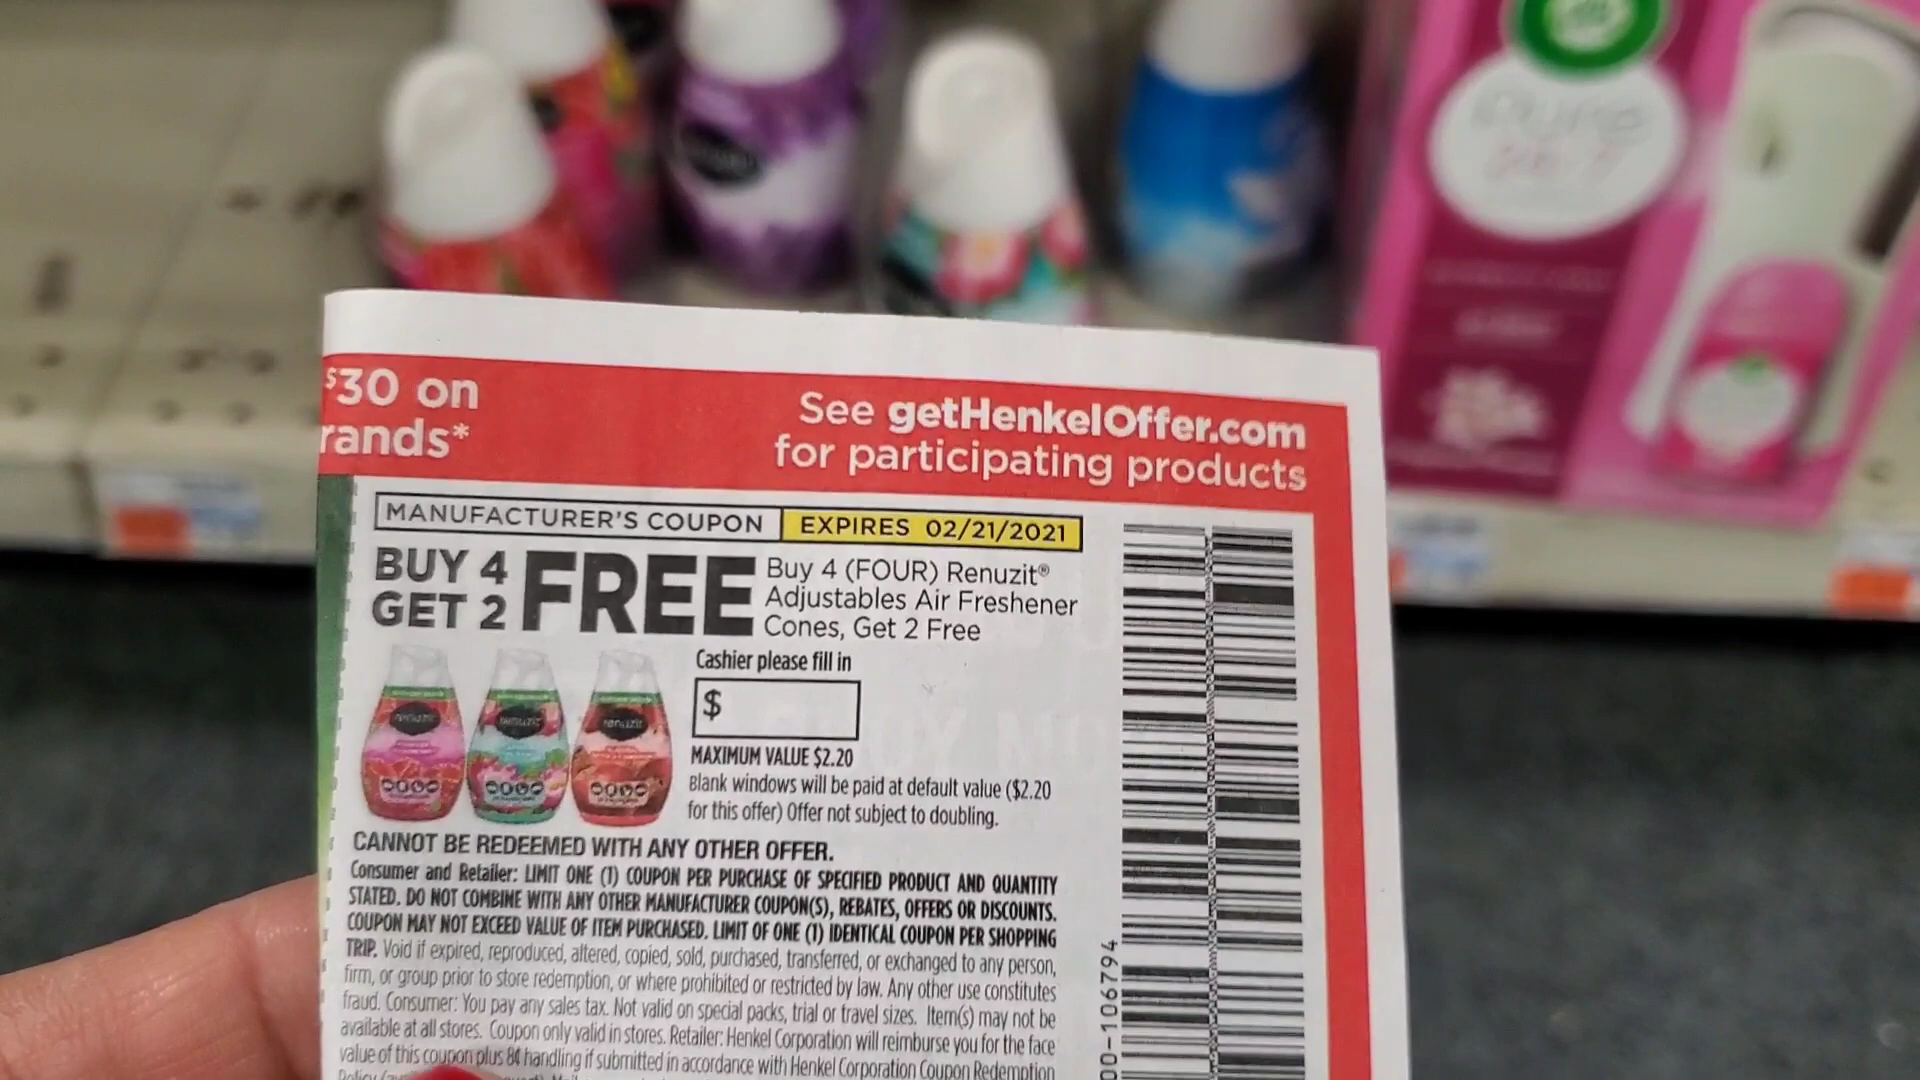 $30 on
rands*
See getHenkelOffer.com
for participating products
MANUFACTURER'S COUPON EXPIRES 02/21/2021
BUY 4
GET 2 FREE
Buy 4 (FOUR) Renuzit®
Adjustables Air Freshener
Cones, Get 2 Free
Cashier please fill in
$
MAXIMUM VALUE $2.20
Blank windows will be paid at default value ($2.20
for this offer) Offer not subject to doubling.
renuzit renuzit renuzit
CANNOT BE REDEEMED WITH ANY OTHER OFFER.
Consumer and Retailer: LIMIT ONE (1) COUPON PER PURCHASE OF SPECIFIED PRODUCT AND QUANTITY
STATED. DO NOT COMBINE WITH ANY OTHER MANUFACTURER COUPON(S), REBATES, OFFERS OR DISCOUNTS.
COUPON MAY NOT EXCEED VALUE OF ITEM PURCHASED. LIMIT OF ONE (1) IDENTICAL COUPON PER SHOPPING
TRIP. Void if expired, reproduced, altered, copied, sold, purchased, transferred, or exchanged to any person,
firm, or group prior to store redemption, or where prohibited or restricted by law. Any other use constitutes
fraud. Consumer: You pay any sales tax. Not valid on special packs, trial or travel sizes. Item(s) may not be
available at all stores. Coupon only valid in stores. Retailer: Henkel Corporation will reimburse you for the face
value of this coupon plus 8¢ handling if submitted in accordance with Henkel Corporation Coupon Redemption
00-106794